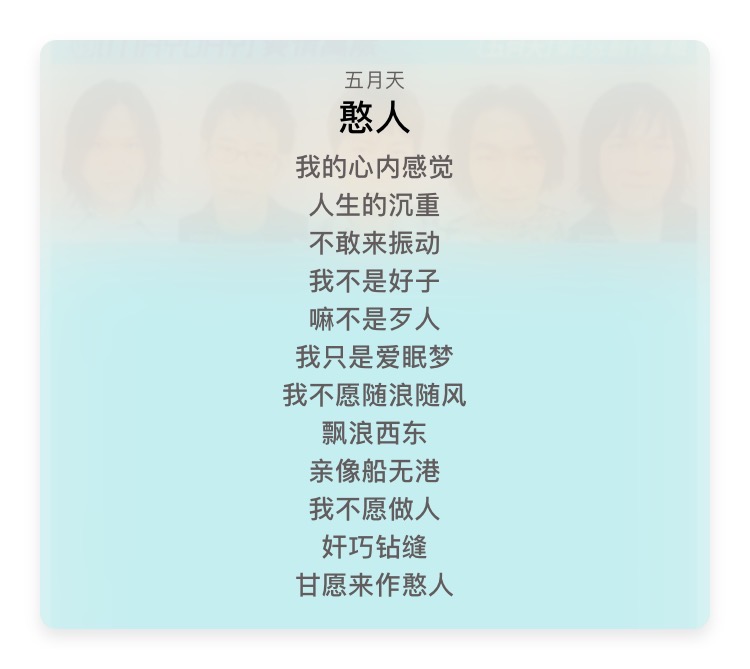 五月天
憨人
我的心内感觉
人生的沉重
不敢来振动
我不是好子
嘛不是歹人
我只是爱眠梦
我不愿随浪随风
飘浪西东
亲像船无港
我不愿做人
奸巧钻缝
甘愿来作憨人